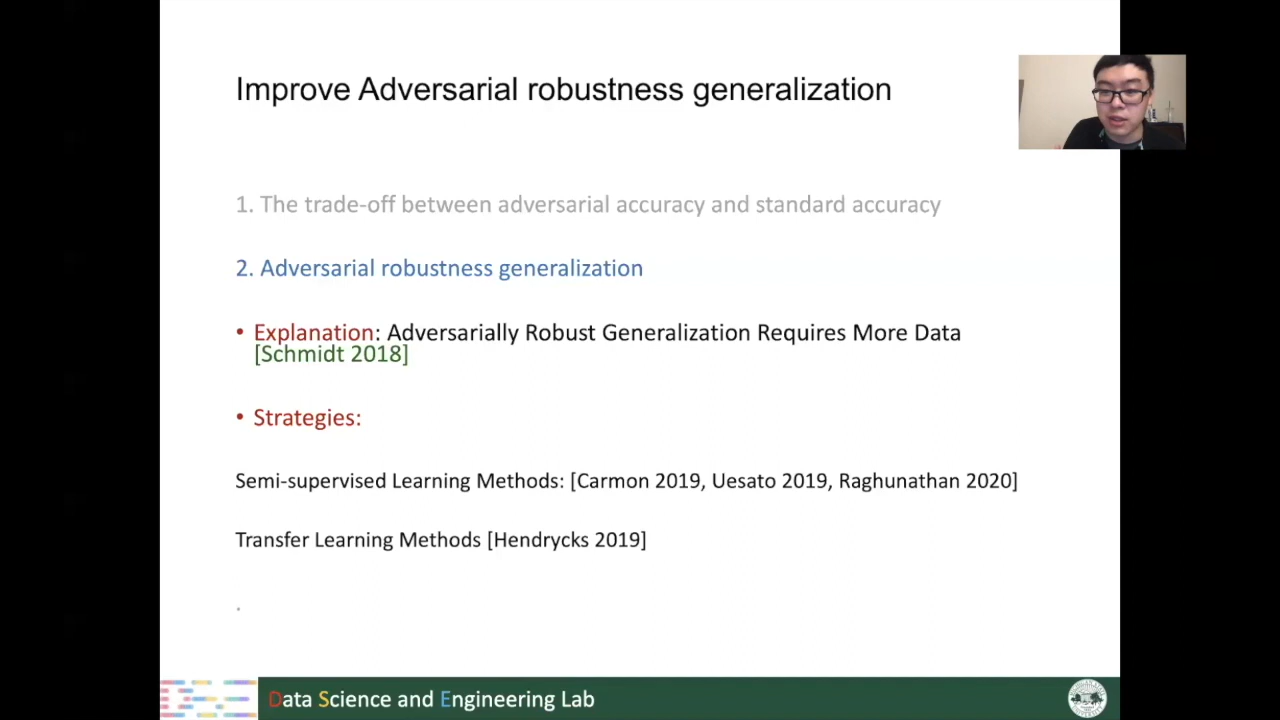 Improve Adversarial robustness generalization
1. The trade-off between adversarial accuracy and standard accuracy
2. Adversarial robustness generalization
• Explanation: Adversarially Robust Generalization Requires More Data
[Schmidt 2018]
• Strategies:
Semi-supervised Learning Methods: [Carmon 2019, Uesato 2019, Raghunathan 2020]
Transfer Learning Methods [Hendrycks 2019]
.
Data Science and Engineering Lab